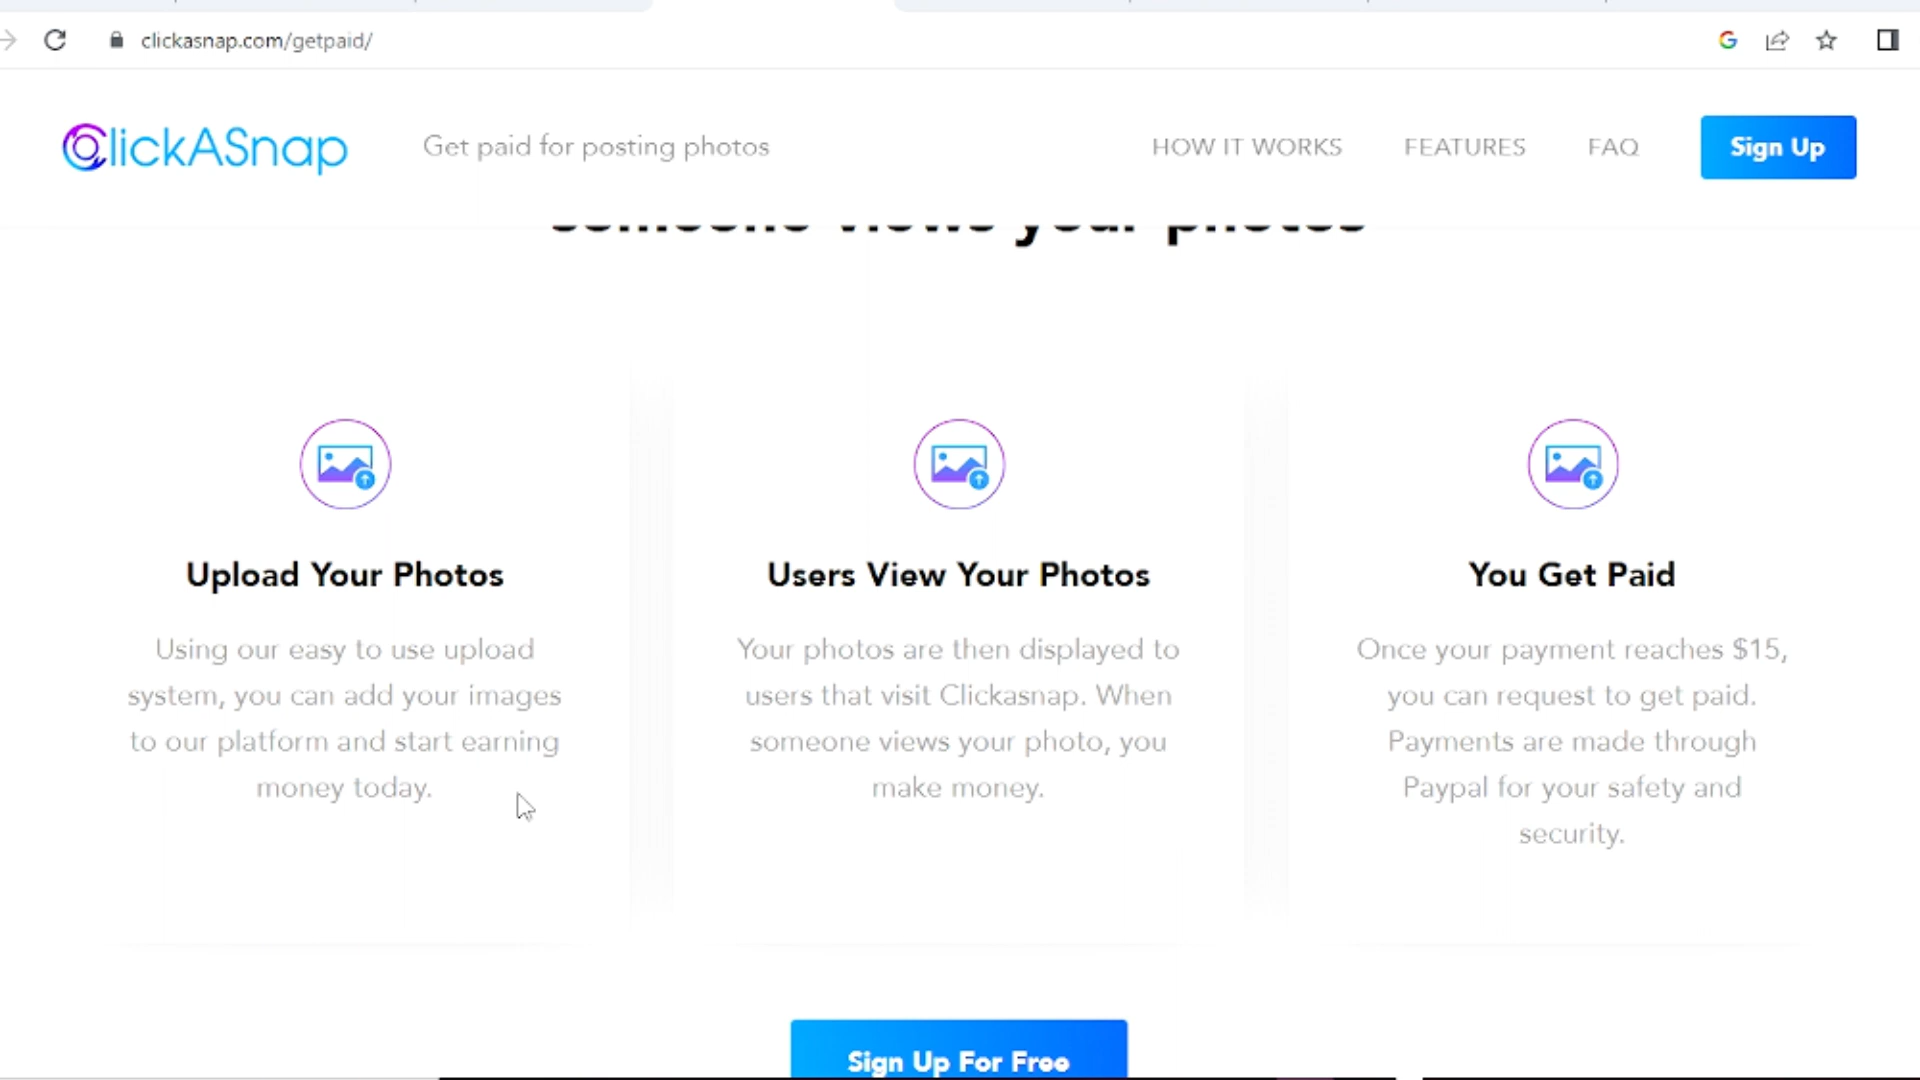 clickasnap.com/getpaid/
ClickASnap
Get paid for posting photos
HOW IT WORKS
FEATURES
FAQ
Sign Up
someone views your photos
Upload Your Photos
Using our easy to use upload
system, you can add your images
to our platform and start earning
money today.
Users View Your Photos
Your photos are then displayed to
users that visit Clickasnap. When
someone views your photo, you
make money.
You Get Paid
Once your payment reaches $15,
you can request to get paid.
Payments are made through
Paypal for your safety and
security.
Sign Up For Free